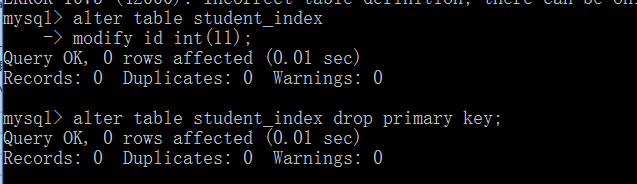 ERROR 1075 (42000): Incorrect table definition; there can be on
mysql> alter table student_index
    -> modify id int(11);
Query OK, 0 rows affected (0.01 sec)
Records: 0  Duplicates: 0  Warnings: 0
mysql> alter table student_index drop primary key;
Query OK, 0 rows affected (0.01 sec)
Records: 0  Duplicates: 0  Warnings: 0